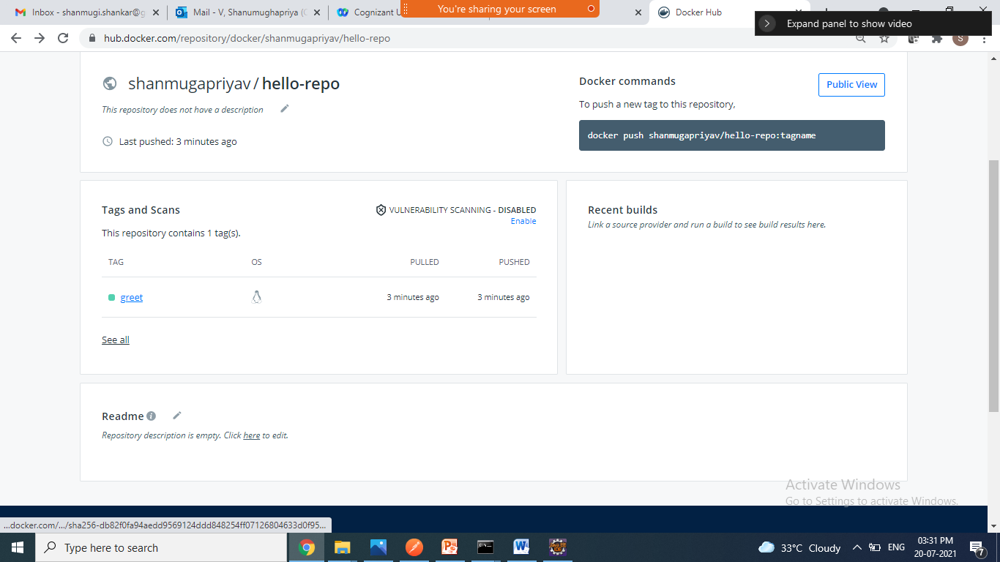 Inbox - shanmugi.shankar@g
Mail - V, Shanumughapriya (C
Cognizant U
You're sharing your screen
Docker Hub
Expand panel to show video
hub.docker.com/repository/docker/shanmugapriyav/hello-repo
S
shanmugapriyav / hello-repo
This repository does not have a description
Last pushed: 3 minutes ago
Docker commands
Public View
To push a new tag to this repository,
docker push shanmugapriyav/hello-repo:tagname
Tags and Scans
VULNERABILITY SCANNING - DISABLED
Enable
This repository contains 1 tag(s).
TAG OS PULLED PUSHED
greet 3 minutes ago 3 minutes ago
See all
Recent builds
Link a source provider and run a build to see build results here.
Readme
Repository description is empty. Click here to edit.
Activate Windows
Go to Settings to activate Windows.
...docker.com/.../sha256-db82f0fa94aedd9569124ddd848254ff07126804633d0f95...
Type here to search
33°C Cloudy
ENG
03:31 PM
20-07-2021
7